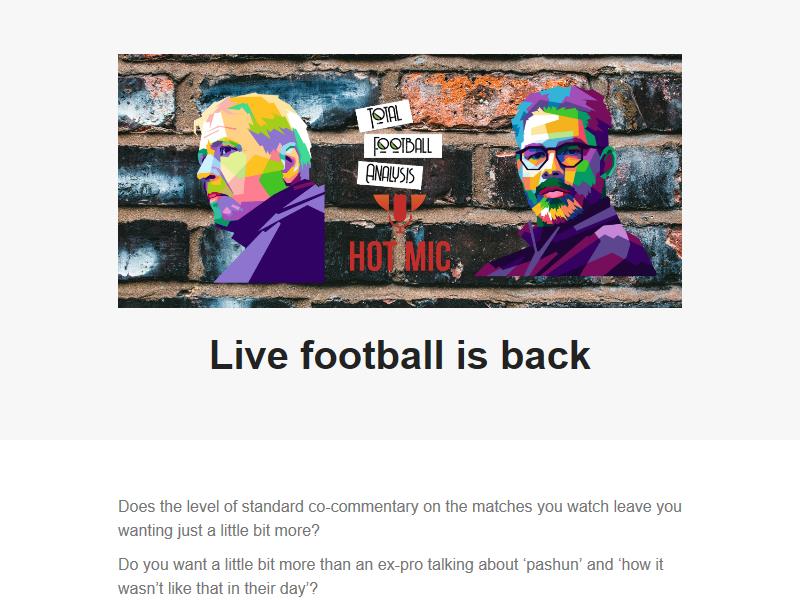 TOTAL
FOOTBALL
ANALYSIS
HOT MIC
Live football is back
Does the level of standard co-commentary on the matches you watch leave you
wanting just a little bit more?
Do you want a little bit more than an ex-pro talking about ‘pashun’ and ‘how it
wasn’t like that in their day’?